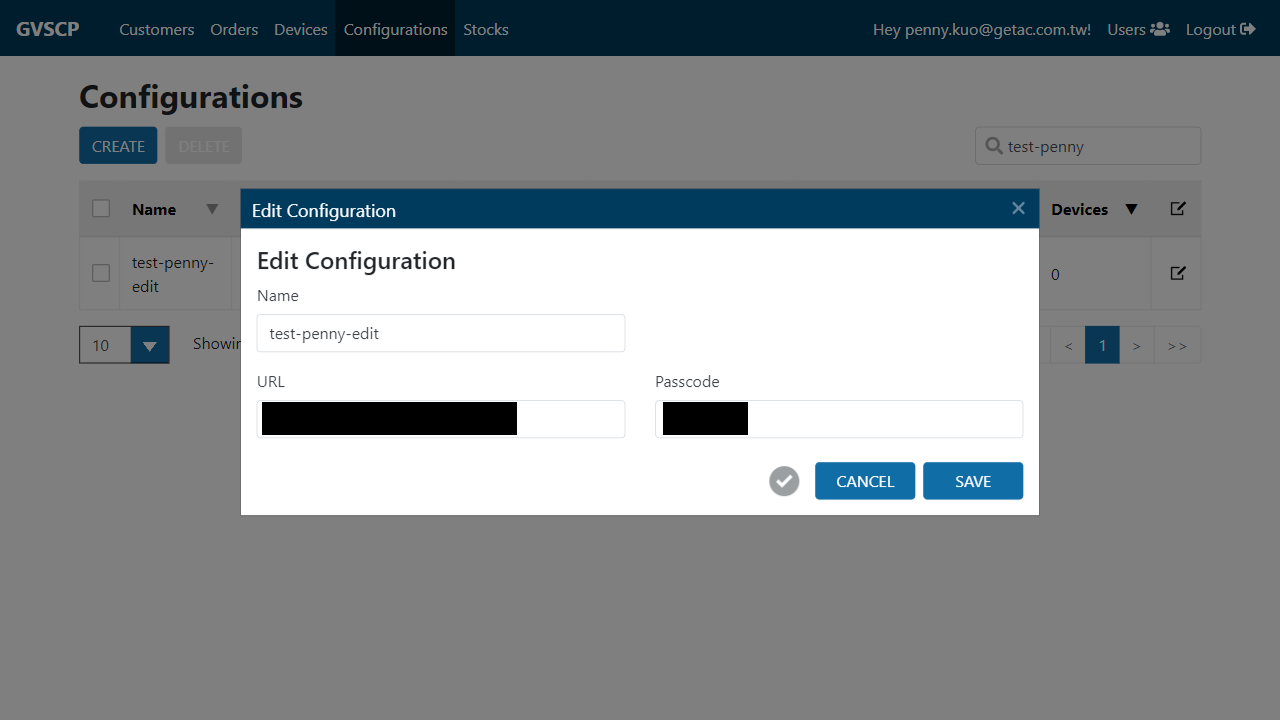 GVSCP Customers Orders Devices Configurations Stocks Hey penny.kuo@getac.com.tw! Users Logout
Configurations
CREATE DELETE test-penny
Name Devices
test-penny-
edit
0
10 Showin < 1 > >>
Edit Configuration ×
Edit Configuration
Name
test-penny-edit
URL Passcode
CANCEL SAVE